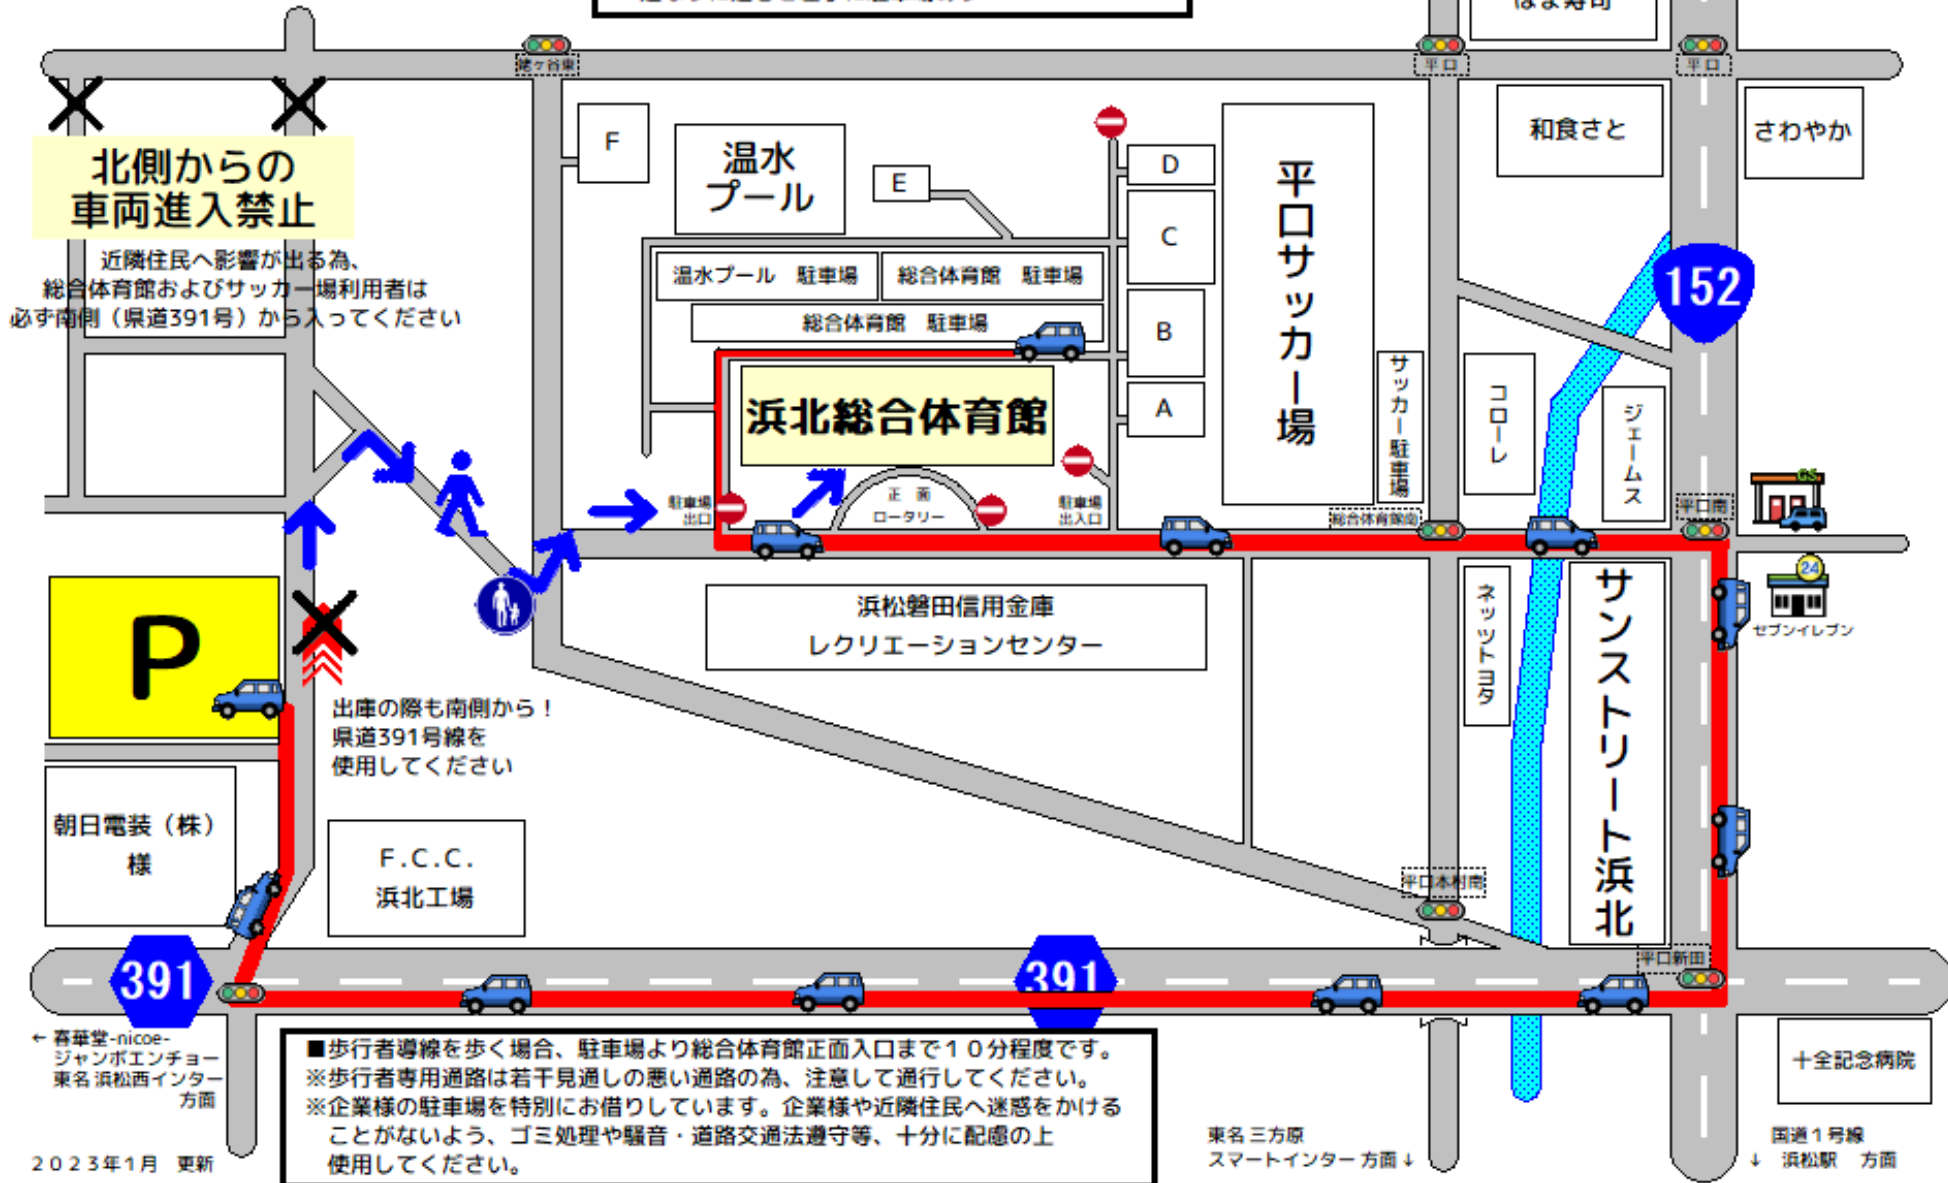 はま寿司
姥ヶ谷東
平口
平口
F
温水
プール
E
D
C
B
A
平口サッカー場
和食さと
さわやか
北側からの
車両進入禁止
近隣住民へ影響が出る為、
総合体育館およびサッカー場利用者は
必ず南側（県道391号）から入ってください
温水プール　駐車場
総合体育館　駐車場
総合体育館　駐車場
152
サッカー駐車場
コローレ
ジェームス
浜北総合体育館
正　面
ロータリー
駐車場
出口
駐車場
出入口
総合体育館南
平口南
GS
24
セブンイレブン
P
浜松磐田信用金庫
レクリエーションセンター
ネッツトヨタ
サンストリート浜北
出庫の際も南側から！
県道391号線を
使用してください
朝日電装（株）
様
F.C.C.
浜北工場
平口本村南
平口新田
391
391
← 春華堂-nicoe-
ジャンボエンチョー
東名 浜松西インター
方面
■歩行者導線を歩く場合、駐車場より総合体育館正面入口まで１０分程度です。
※歩行者専用通路は若干見通しの悪い通路の為、注意して通行してください。
※企業様の駐車場を特別にお借りしています。企業様や近隣住民へ迷惑をかける
ことがないよう、ゴミ処理や騒音・道路交通法遵守等、十分に配慮の上
使用してください。
十全記念病院
東名 三方原
スマートインター 方面 ↓
国道１号線
↓　浜松駅　方面
２０２３年１月　更新